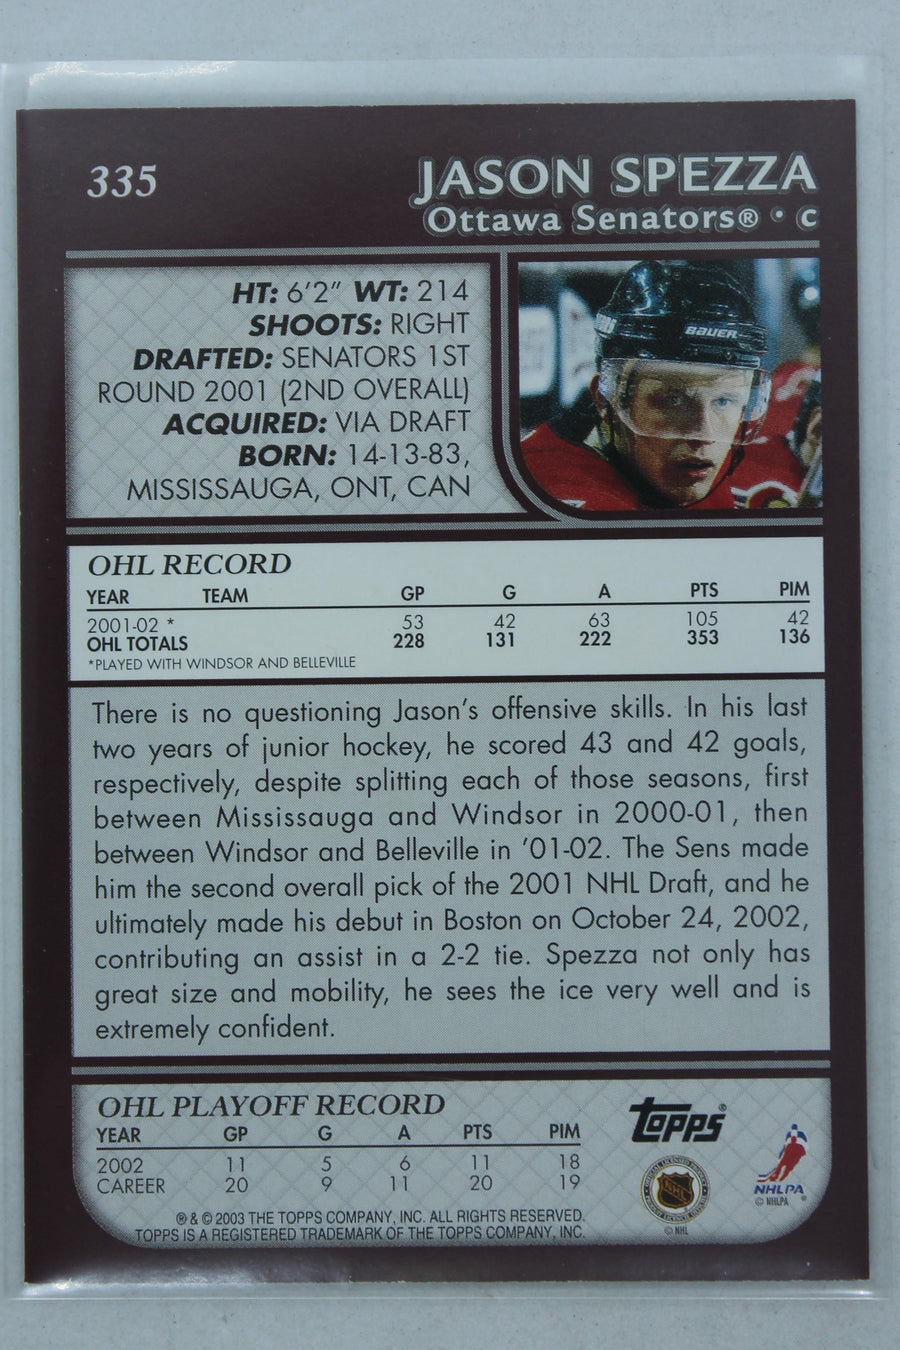 335
JASON SPEZZA
Ottawa Senators® • C
HT: 6'2" WT: 214
SHOOTS: RIGHT
DRAFTED: SENATORS 1ST
ROUND 2001 (2ND OVERALL)
ACQUIRED: VIA DRAFT
BORN: 14-13-83,
MISSISSAUGA, ONT, CAN
BAUER
OHL RECORD
YEAR TEAM GP G A PTS PIM
2001-02 * 53 42 63 105 42
OHL TOTALS 228 131 222 353 136
*PLAYED WITH WINDSOR AND BELLEVILLE
There is no questioning Jason's offensive skills. In his last
two years of junior hockey, he scored 43 and 42 goals,
respectively, despite splitting each of those seasons, first
between Mississauga and Windsor in 2000-01, then
between Windsor and Belleville in '01-02. The Sens made
him the second overall pick of the 2001 NHL Draft, and he
ultimately made his debut in Boston on October 24, 2002,
contributing an assist in a 2-2 tie. Spezza not only has
great size and mobility, he sees the ice very well and is
extremely confident.
OHL PLAYOFF RECORD
YEAR GP G A PTS PIM
2002 11 5 6 11 18
CAREER 20 9 11 20 19
® & © 2003 THE TOPPS COMPANY, INC. ALL RIGHTS RESERVED.
TOPPS IS A REGISTERED TRADEMARK OF THE TOPPS COMPANY, INC.
Topps®
NHL
© NHL
NHLPA®
© NHLPA